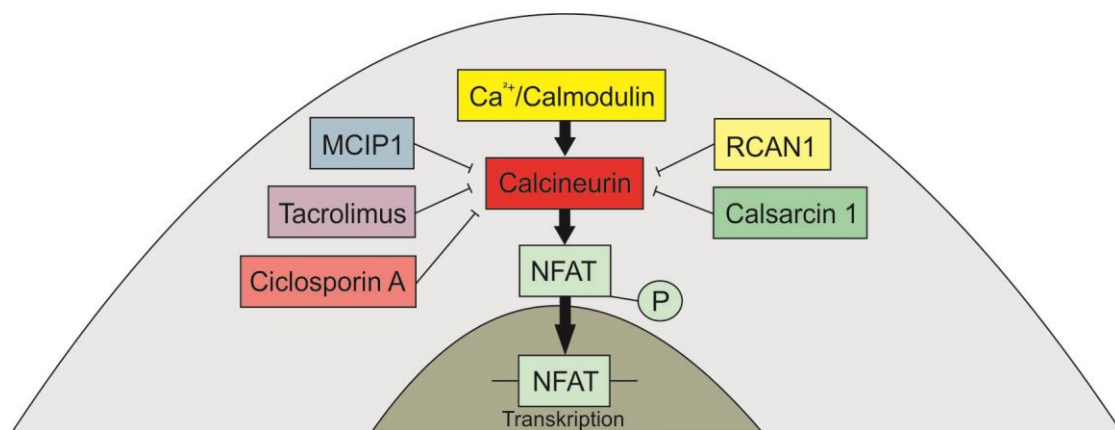 Ca²⁺/Calmodulin
MCIP1
RCAN1
Calcineurin
Tacrolimus
Calsarcin 1
Ciclosporin A
NFAT
P
NFAT
Transkription